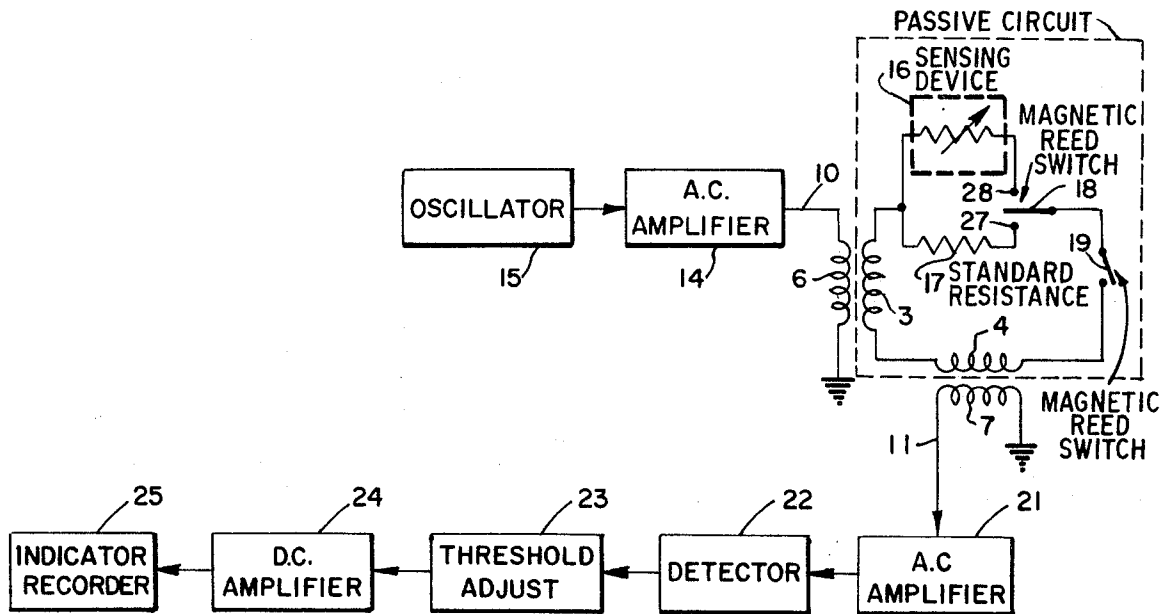 PASSIVE CIRCUIT
16
SENSING
DEVICE
MAGNETIC
REED
SWITCH
28
18
27
19
17
STANDARD
RESISTANCE
10
OSCILLATOR
15
A.C.
AMPLIFIER
14
6
3
4
7
11
MAGNETIC
REED
SWITCH
25
INDICATOR
RECORDER
24
D.C.
AMPLIFIER
23
THRESHOLD
ADJUST
22
DETECTOR
21
A.C
AMPLIFIER